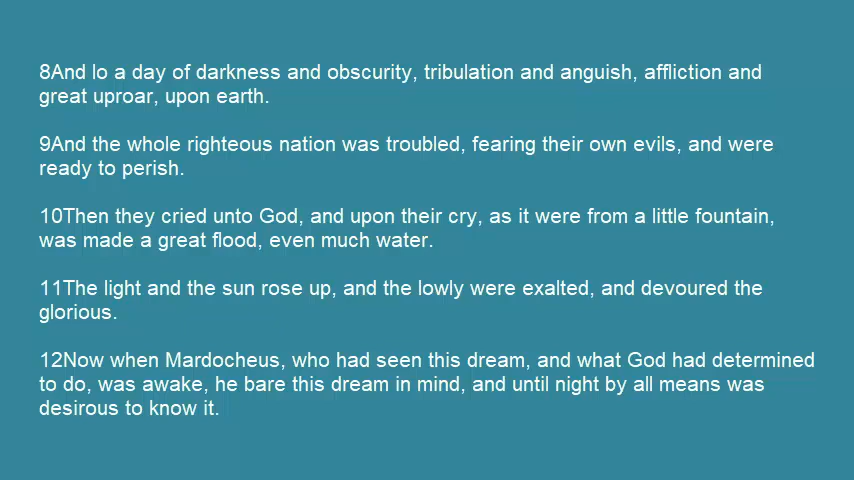 8And lo a day of darkness and obscurity, tribulation and anguish, affliction and
great uproar, upon earth.
9And the whole righteous nation was troubled, fearing their own evils, and were
ready to perish.
10Then they cried unto God, and upon their cry, as it were from a little fountain,
was made a great flood, even much water.
11The light and the sun rose up, and the lowly were exalted, and devoured the
glorious.
12Now when Mardocheus, who had seen this dream, and what God had determined
to do, was awake, he bare this dream in mind, and until night by all means was
desirous to know it.